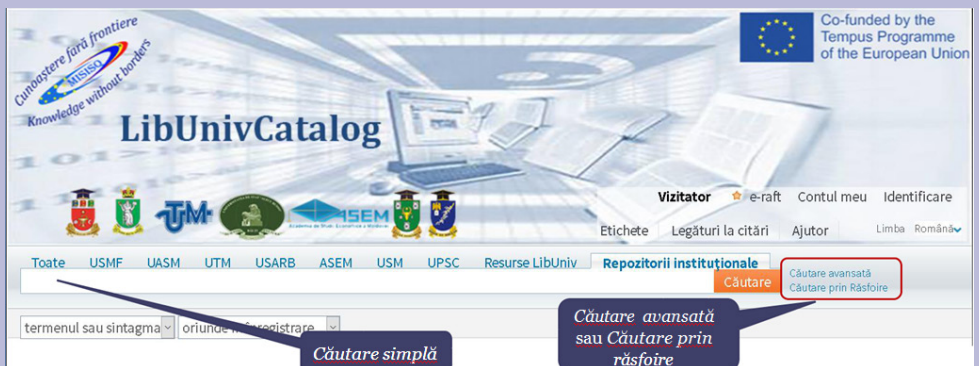 Cunoaștere fără frontiere
MISISQ
Knowledge without borders
Co-funded by the
Tempus Programme
of the European Union
LibUnivCatalog
UTM
ASEM
Vizitator e-raft Contul meu Identificare
Etichete Legături la citări Ajutor Limba Română
Toate USMF UASM UTM USARB ASEM USM UPSC Resurse LibUniv Repozitorii instituționale
Căutare
Căutare avansată
Căutare prin Răsfoire
termenul sau sintagma oriunde în înregistrare
Căutare simplă
Căutare avansată
sau Căutare prin
răsfoire